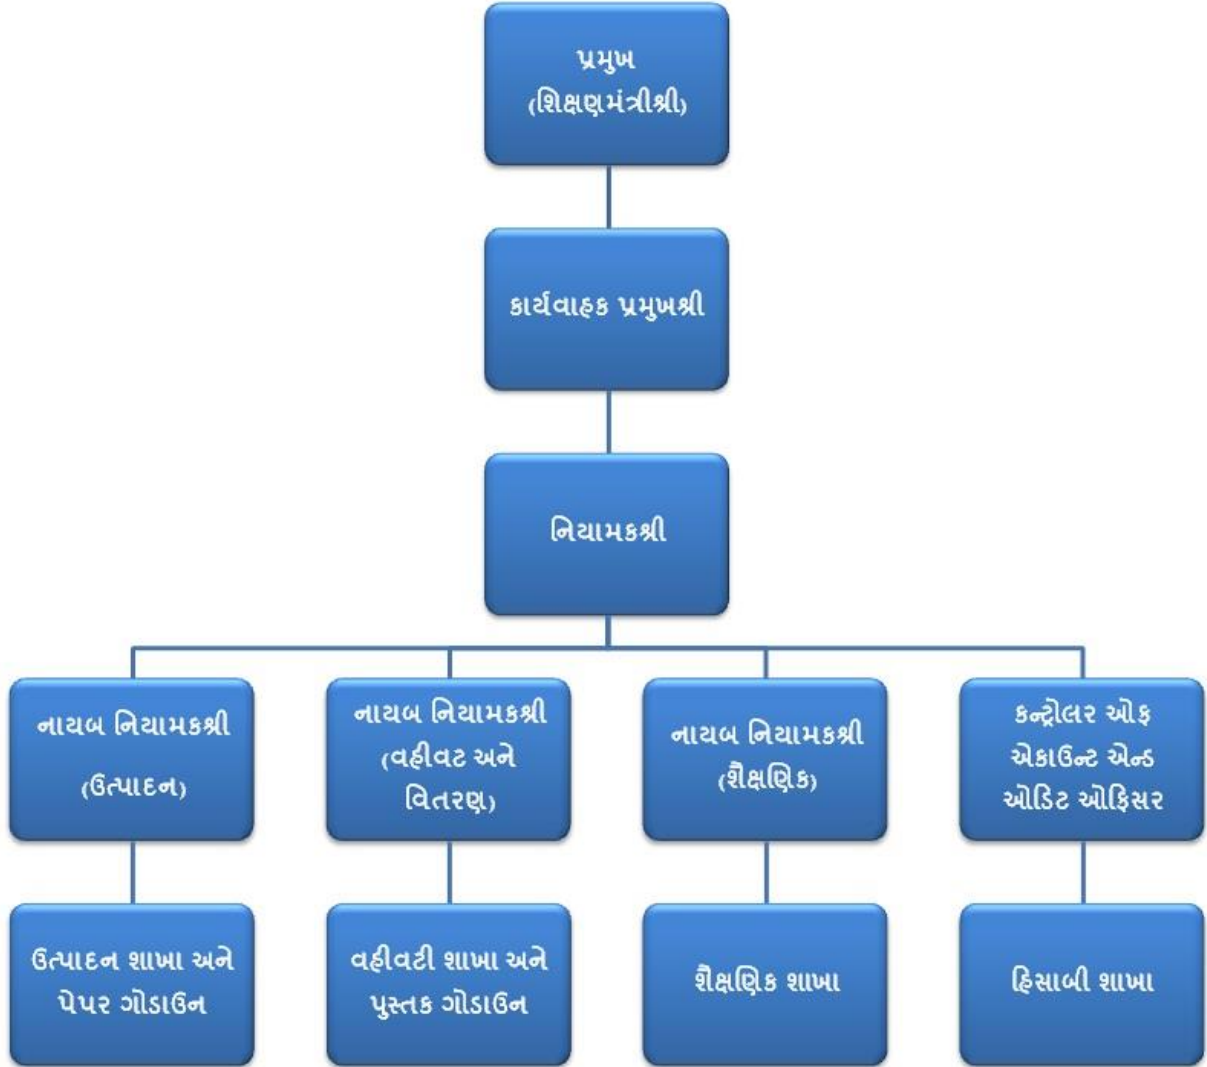 પ્રમુખ
(શિક્ષણમંત્રીશ્રી)
કાર્યવાહક પ્રમુખશ્રી
નિયામકશ્રી
નાયબ નિયામકશ્રી
(ઉત્પાદન)
નાયબ નિયામકશ્રી
(વહીવટ અને
વિતરણ)
નાયબ નિયામકશ્રી
(શૈક્ષણિક)
કન્ટ્રોલર ઓફ
એકાઉન્ટ એન્ડ
ઓડિટ ઓફિસર
ઉત્પાદન શાખા અને
પેપર ગોડાઉન
વહીવટી શાખા અને
પુસ્તક ગોડાઉન
શૈક્ષણિક શાખા
હિસાબી શાખા